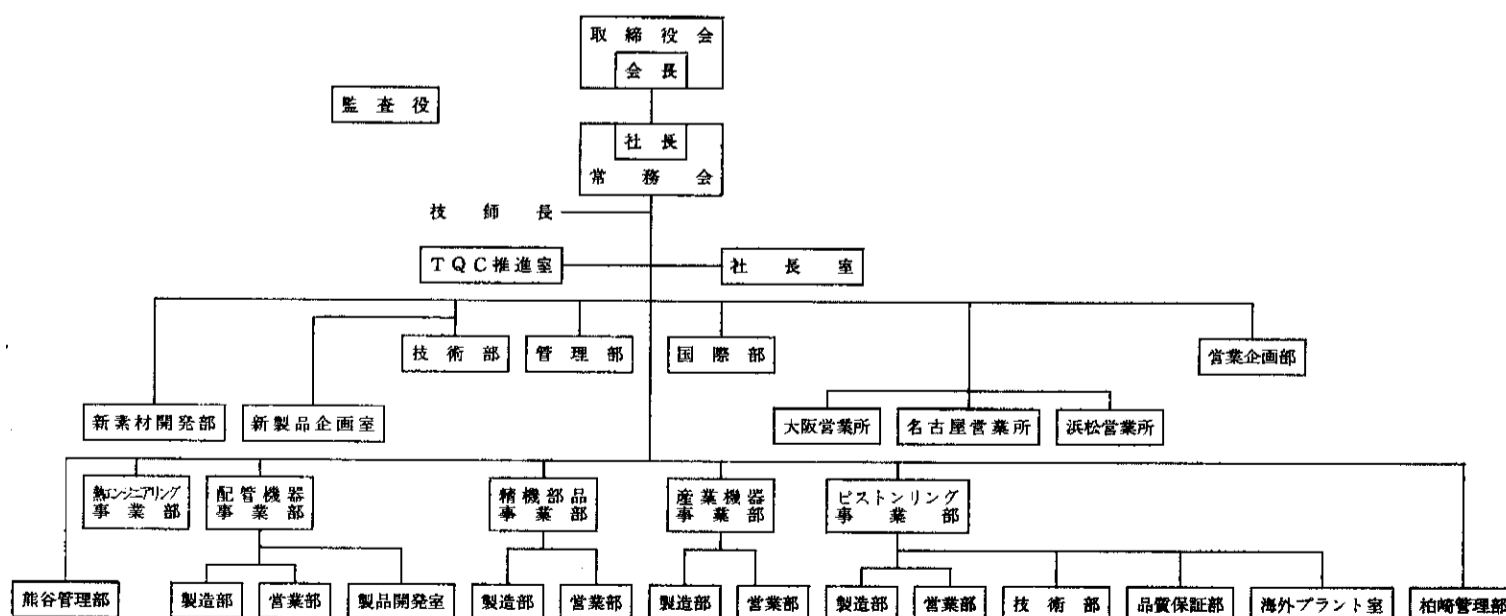 取締役会
会長
監査役
社長
常務会
技師長
TQC推進室
社長室
技術部
管理部
国際部
営業企画部
新素材開発部
新製品企画室
大阪営業所
名古屋営業所
浜松営業所
熱エンジニアリング
事業部
配管機器
事業部
精機部品
事業部
産業機器
事業部
ピストンリング
事業部
熊谷管理部
製造部
営業部
製品開発室
製造部
営業部
製造部
営業部
製造部
営業部
技術部
品質保証部
海外プラント室
柏崎管理部